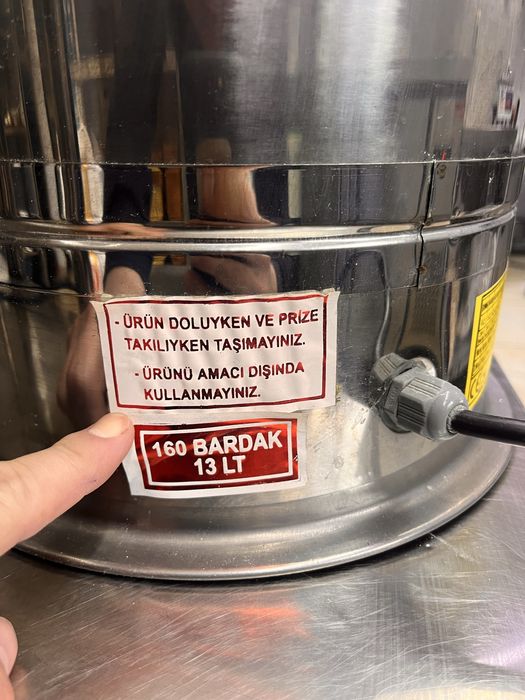 - ÜRÜN DOLUYKEN VE PRİZE
TAKILIYKEN TAŞIMAYINIZ.
- ÜRÜNÜ AMACI DIŞINDA
KULLANMAYINIZ.
160 BARDAK
13 LT